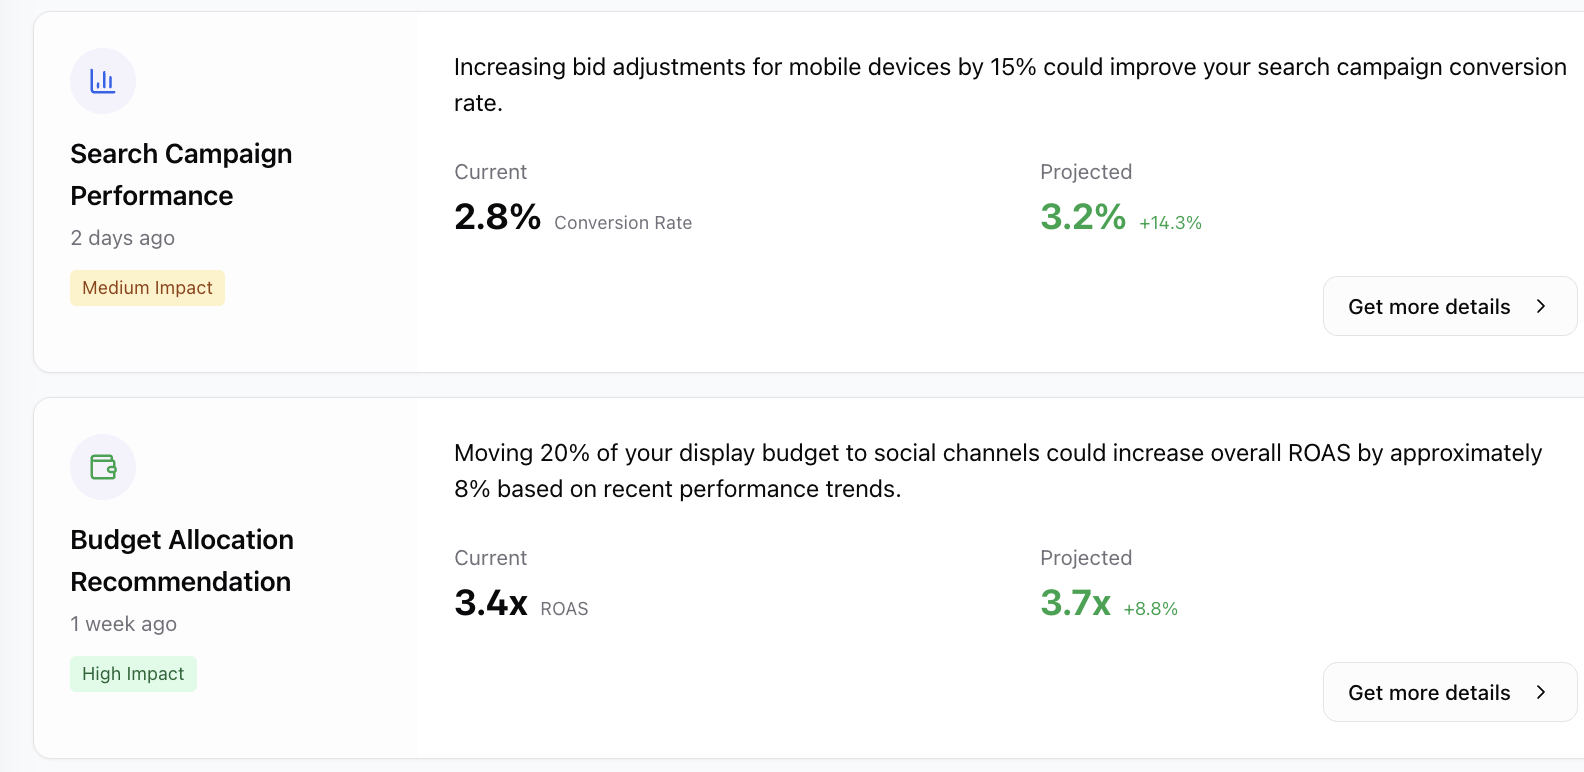 Search Campaign
Performance
2 days ago
Medium Impact
Increasing bid adjustments for mobile devices by 15% could improve your search campaign conversion
rate.
Current
2.8% Conversion Rate
Projected
3.2% +14.3%
Get more details
Budget Allocation
Recommendation
1 week ago
High Impact
Moving 20% of your display budget to social channels could increase overall ROAS by approximately
8% based on recent performance trends.
Current
3.4x ROAS
Projected
3.7x +8.8%
Get more details